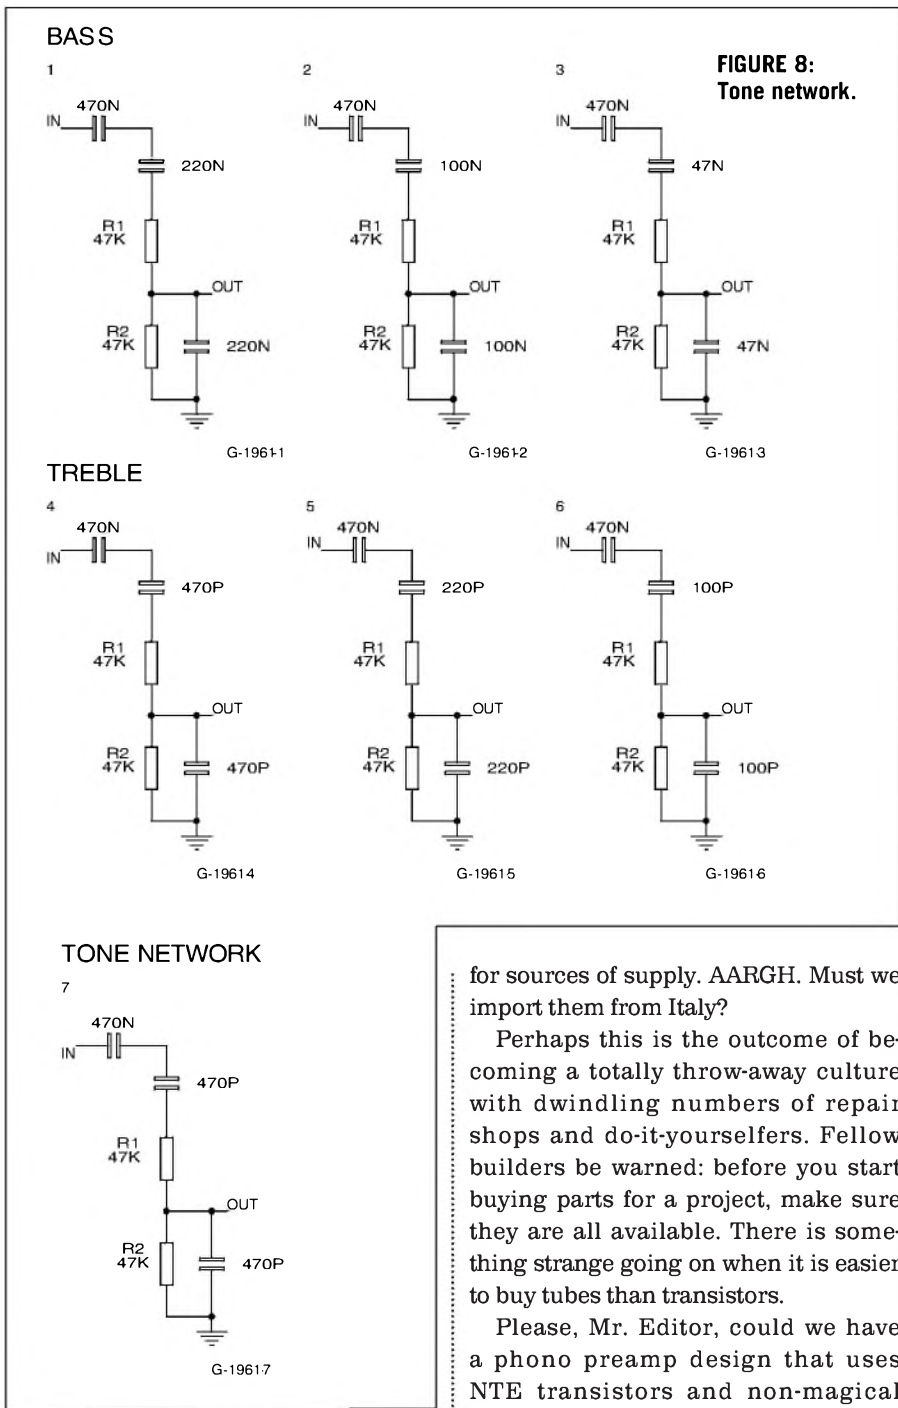 BASS
FIGURE 8:
Tone network.
1
470N
IN
220N
R1
47K
OUT
R2
47K
220N
G-1961-1
2
470N
IN
100N
R1
47K
OUT
R2
47K
100N
G-1961-2
3
470N
IN
47N
R1
47K
OUT
R2
47K
47N
G-1961-3
TREBLE
4
470N
IN
470P
R1
47K
OUT
R2
47K
470P
G-1961-4
5
470N
IN
220P
R1
47K
OUT
R2
47K
220P
G-1961-5
6
470N
IN
100P
R1
47K
OUT
R2
47K
100P
G-1961-6
TONE NETWORK
7
470N
IN
470P
R1
47K
OUT
R2
47K
470P
G-1961-7
for sources of supply. AARGH. Must we
import them from Italy?
Perhaps this is the outcome of be-
coming a totally throw-away culture
with dwindling numbers of repair
shops and do-it-yourselfers. Fellow
builders be warned: before you start
buying parts for a project, make sure
they are all available. There is some-
thing strange going on when it is easier
to buy tubes than transistors.
Please, Mr. Editor, could we have
a phono preamp design that uses
NTE transistors and non-magical